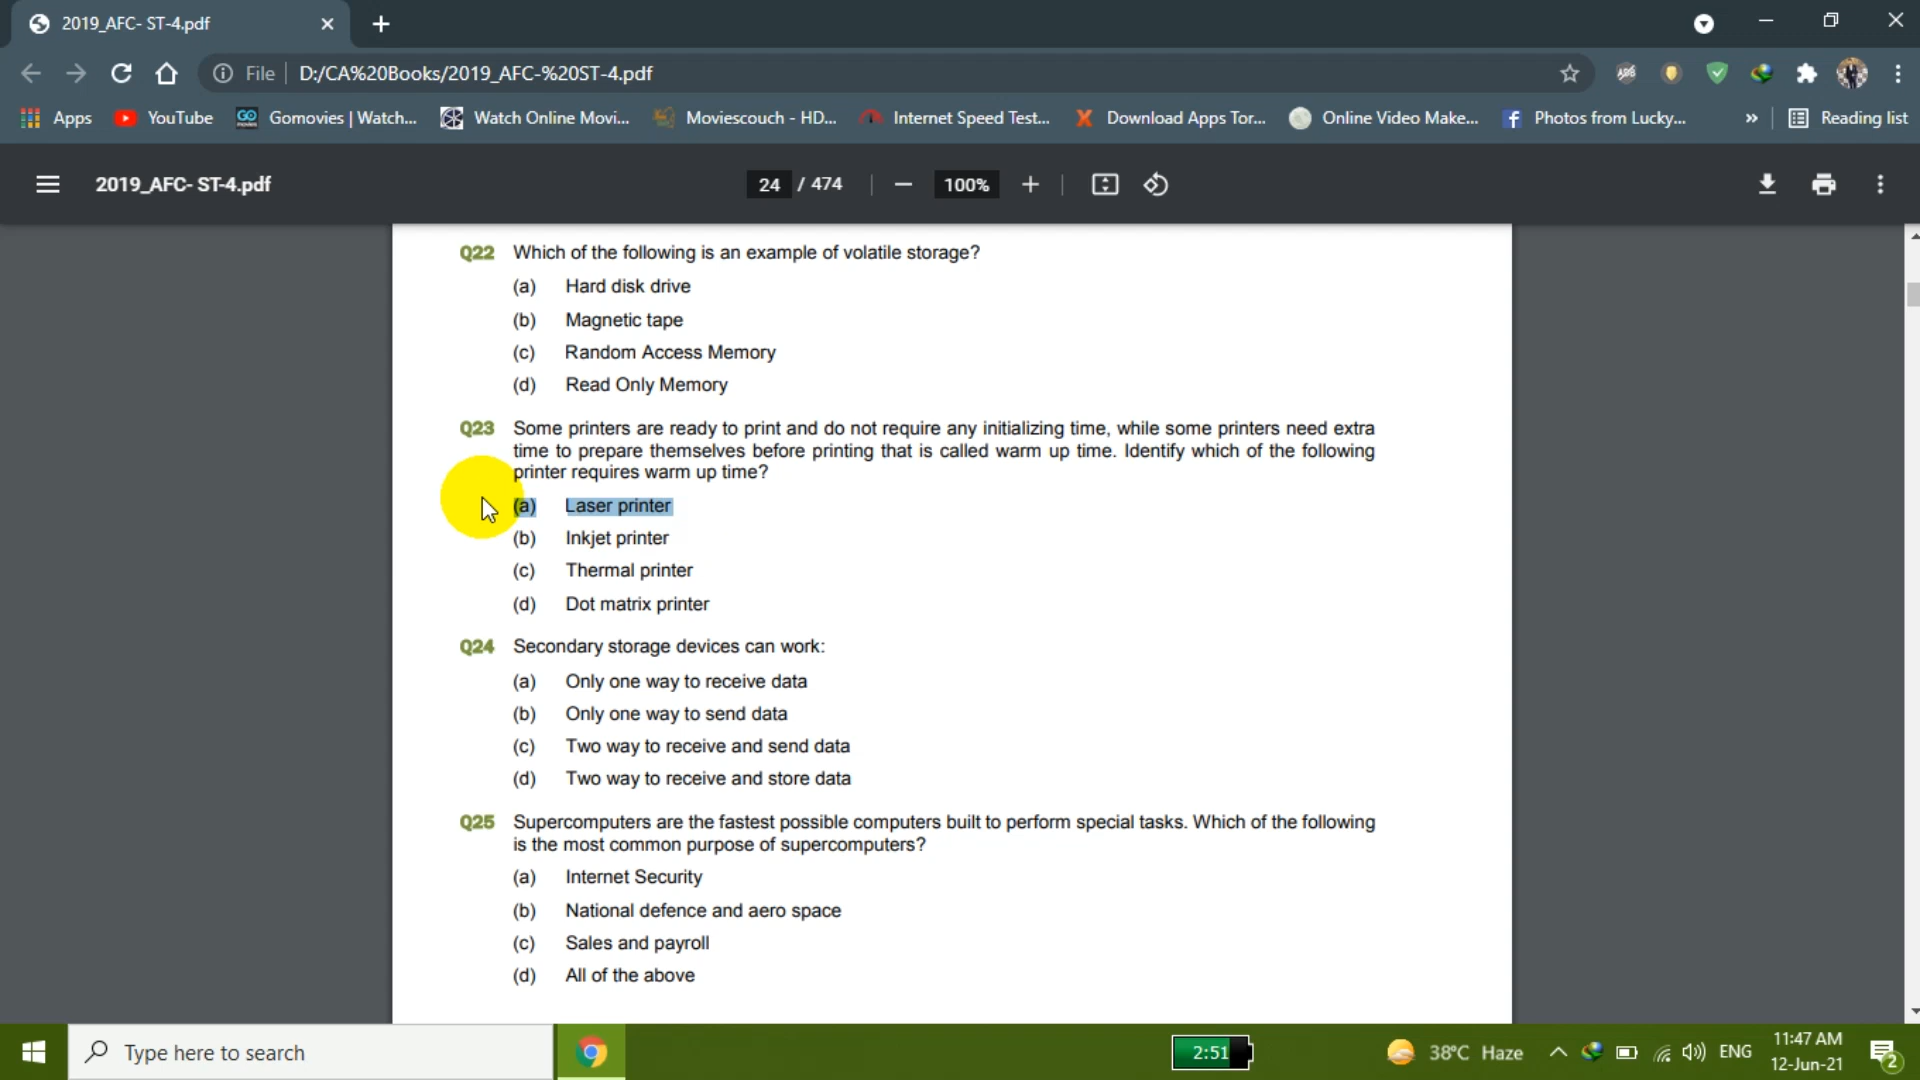 2019_AFC- ST-4.pdf
File D:/CA%20Books/2019_AFC-%20ST-4.pdf
Apps YouTube Gomovies | Watch... Watch Online Movi... Moviescouch - HD... Internet Speed Test... Download Apps Tor... Online Video Make... Photos from Lucky... » Reading list
2019_AFC- ST-4.pdf 24 / 474 100%
Q22 Which of the following is an example of volatile storage?
(a) Hard disk drive
(b) Magnetic tape
(c) Random Access Memory
(d) Read Only Memory
Q23 Some printers are ready to print and do not require any initializing time, while some printers need extra
time to prepare themselves before printing that is called warm up time. Identify which of the following
printer requires warm up time?
(a) Laser printer
(b) Inkjet printer
(c) Thermal printer
(d) Dot matrix printer
Q24 Secondary storage devices can work:
(a) Only one way to receive data
(b) Only one way to send data
(c) Two way to receive and send data
(d) Two way to receive and store data
Q25 Supercomputers are the fastest possible computers built to perform special tasks. Which of the following
is the most common purpose of supercomputers?
(a) Internet Security
(b) National defence and aero space
(c) Sales and payroll
(d) All of the above
Type here to search 2:51 38°C Haze ENG
11:47 AM
12-Jun-21
2